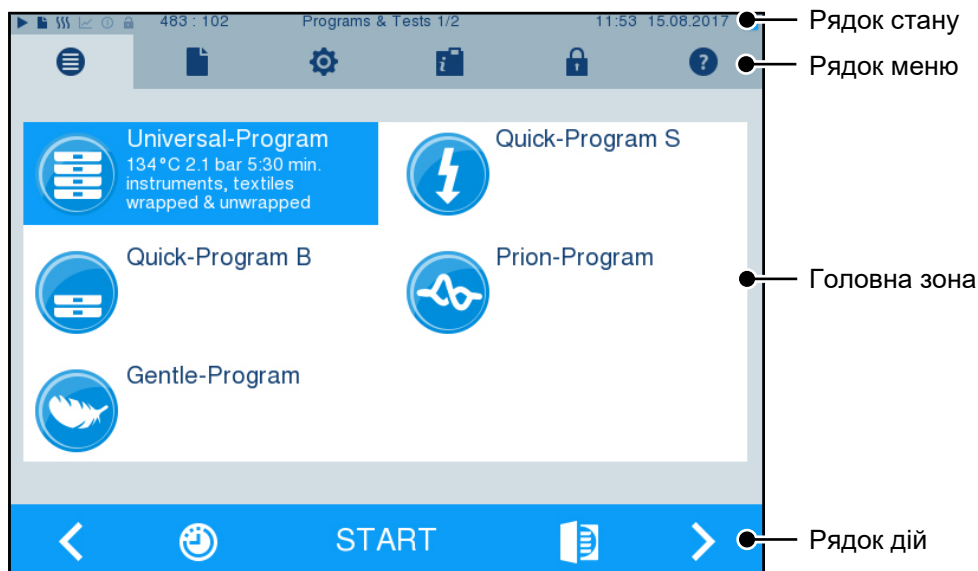 483 : 102 Programs & Tests 1/2 11:53 15.08.2017
Рядок стану
Рядок меню
Universal-Program
134°C 2.1 bar 5:30 min.
instruments, textiles
wrapped & unwrapped
Quick-Program S
Quick-Program B
Prion-Program
Головна зона
Gentle-Program
START
Рядок дій